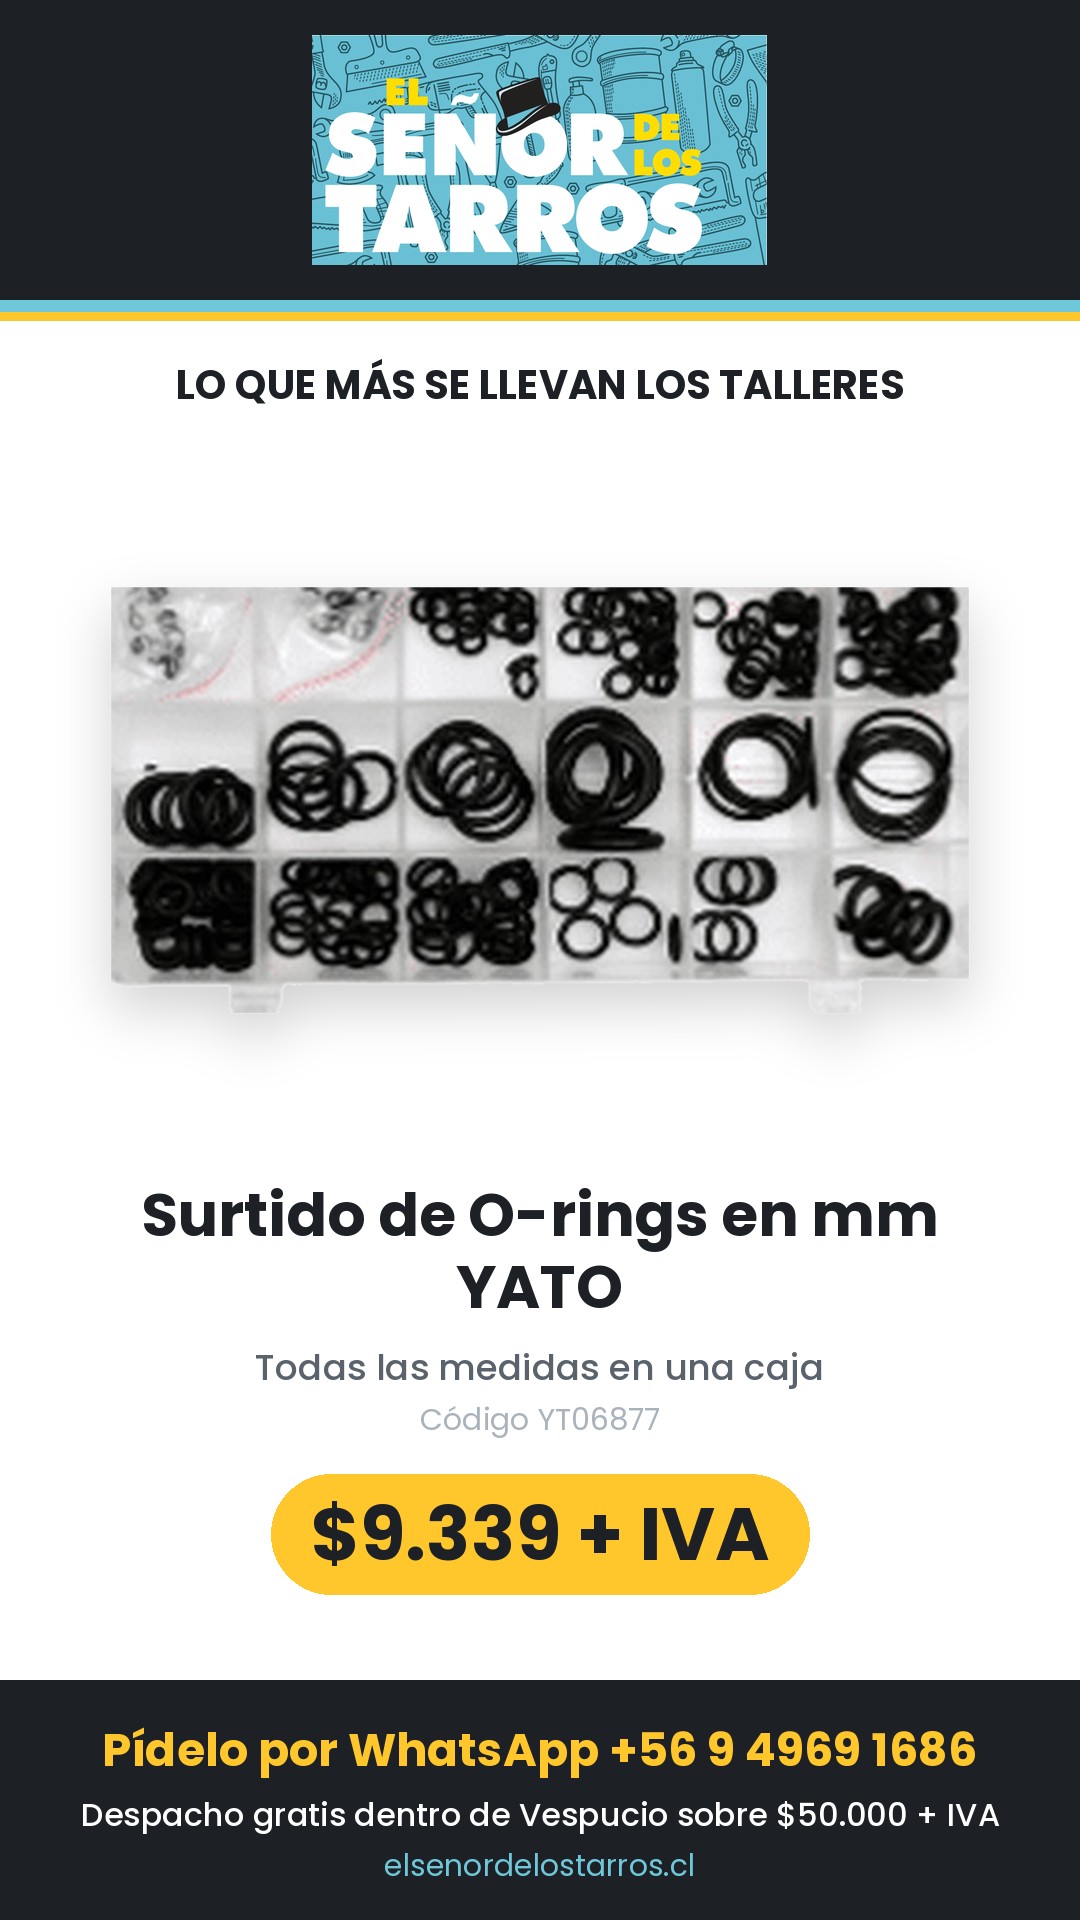 EL
SEÑOR DE LOS
TARROS
LO QUE MÁS SE LLEVAN LOS TALLERES
Surtido de O-rings en mm
YATO
Todas las medidas en una caja
Código YT06877
$9.339 + IVA
Pídelo por WhatsApp +56 9 4969 1686
Despacho gratis dentro de Vespucio sobre $50.000 + IVA
elsenordelostarros.cl